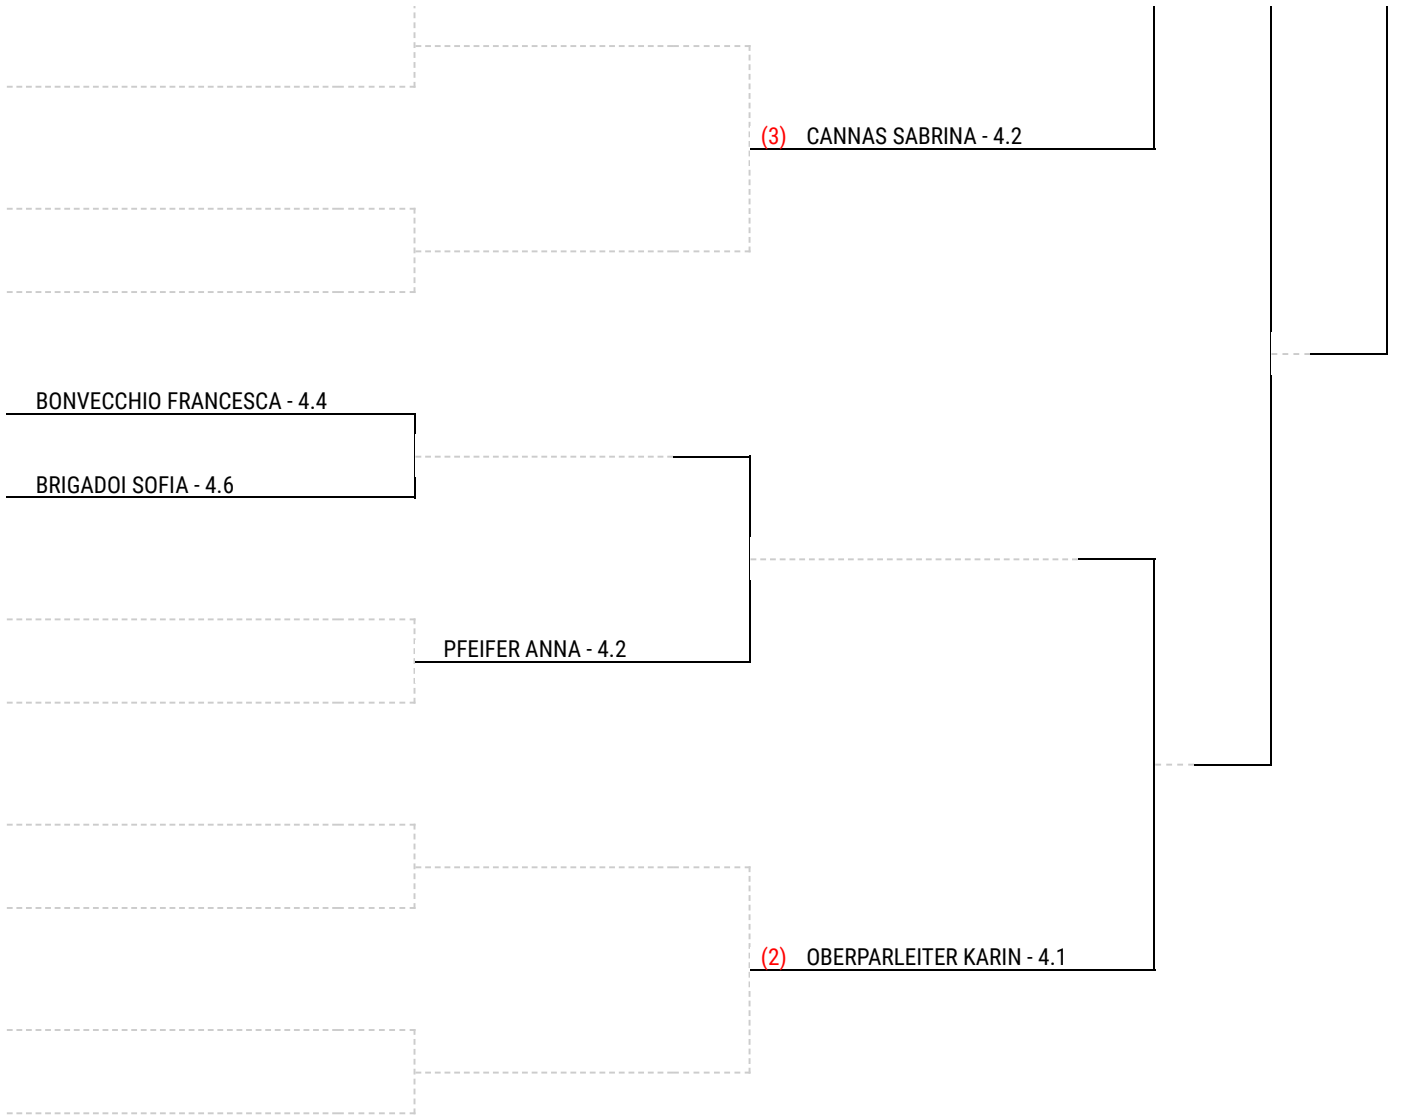 (3) CANNAS SABRINA - 4.2
BONVECCHIO FRANCESCA - 4.4
BRIGADOI SOFIA - 4.6
PFEIFER ANNA - 4.2
(2) OBERPARLEITER KARIN - 4.1